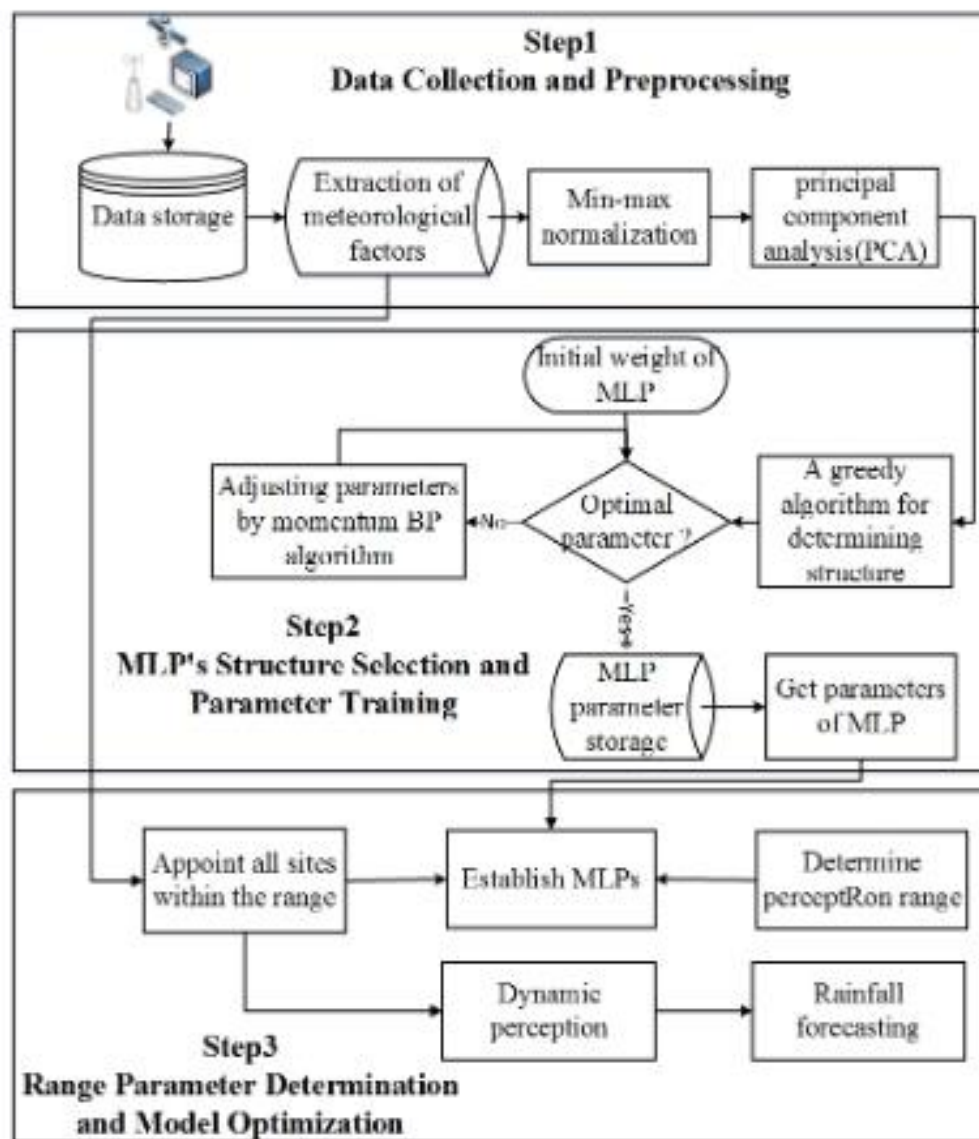 Step1
Data Collection and Preprocessing
Data storage
Extraction of
meteorological
factors
Min-max
normalization
principal
component
analysis(PCA)
Initial weight of
MLP
Adjusting parameters
by momentum BP
algorithm
No
Optimal
parameter ?
A greedy
algorithm for
determining
structure
Yes
Step2
MLP's Structure Selection and
Parameter Training
MLP
parameter
storage
Get parameters
of MLP
Appoint all sites
within the range
Establish MLPs
Determine
perceptRon range
Dynamic
perception
Rainfall
forecasting
Step3
Range Parameter Determination
and Model Optimization